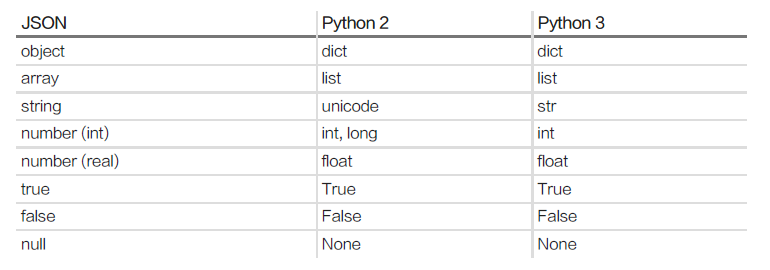 JSON Python 2 Python 3
object dict dict
array list list
string unicode str
number (int) int, long int
number (real) float float
true True True
false False False
null None None